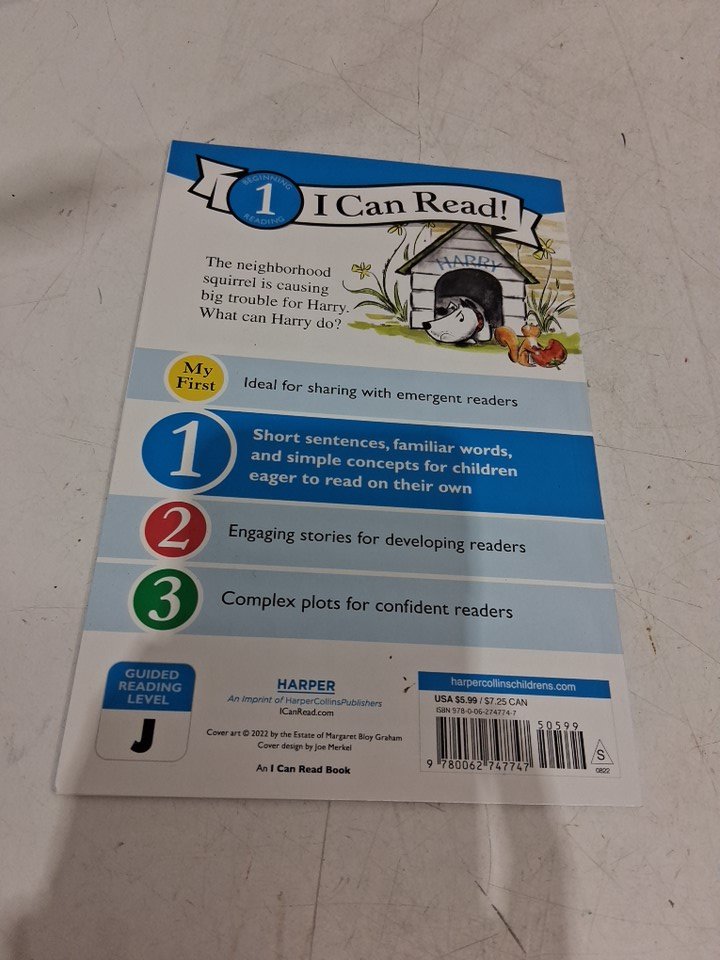 BEGINNING
1
READING
I Can Read!
HARRY
The neighborhood
squirrel is causing
big trouble for Harry.
What can Harry do?
My
First
Ideal for sharing with emergent readers
1
Short sentences, familiar words,
and simple concepts for children
eager to read on their own
2
Engaging stories for developing readers
3
Complex plots for confident readers
GUIDED
READING
LEVEL
J
HARPER
An Imprint of HarperCollinsPublishers
ICanRead.com
Cover art © 2022 by the Estate of Margaret Bloy Graham
Cover design by Joe Merkel
An I Can Read Book
harpercollinschildrens.com
USA $5.99 / $7.25 CAN
ISBN 978-0-06-274774-7
50599
9 780062 747747
S
0822